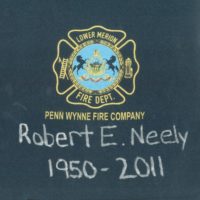 LOWER MERION
FIRE DEPT.
PENN WYNNE FIRE COMPANY
Robert E. Neely
1950-2011